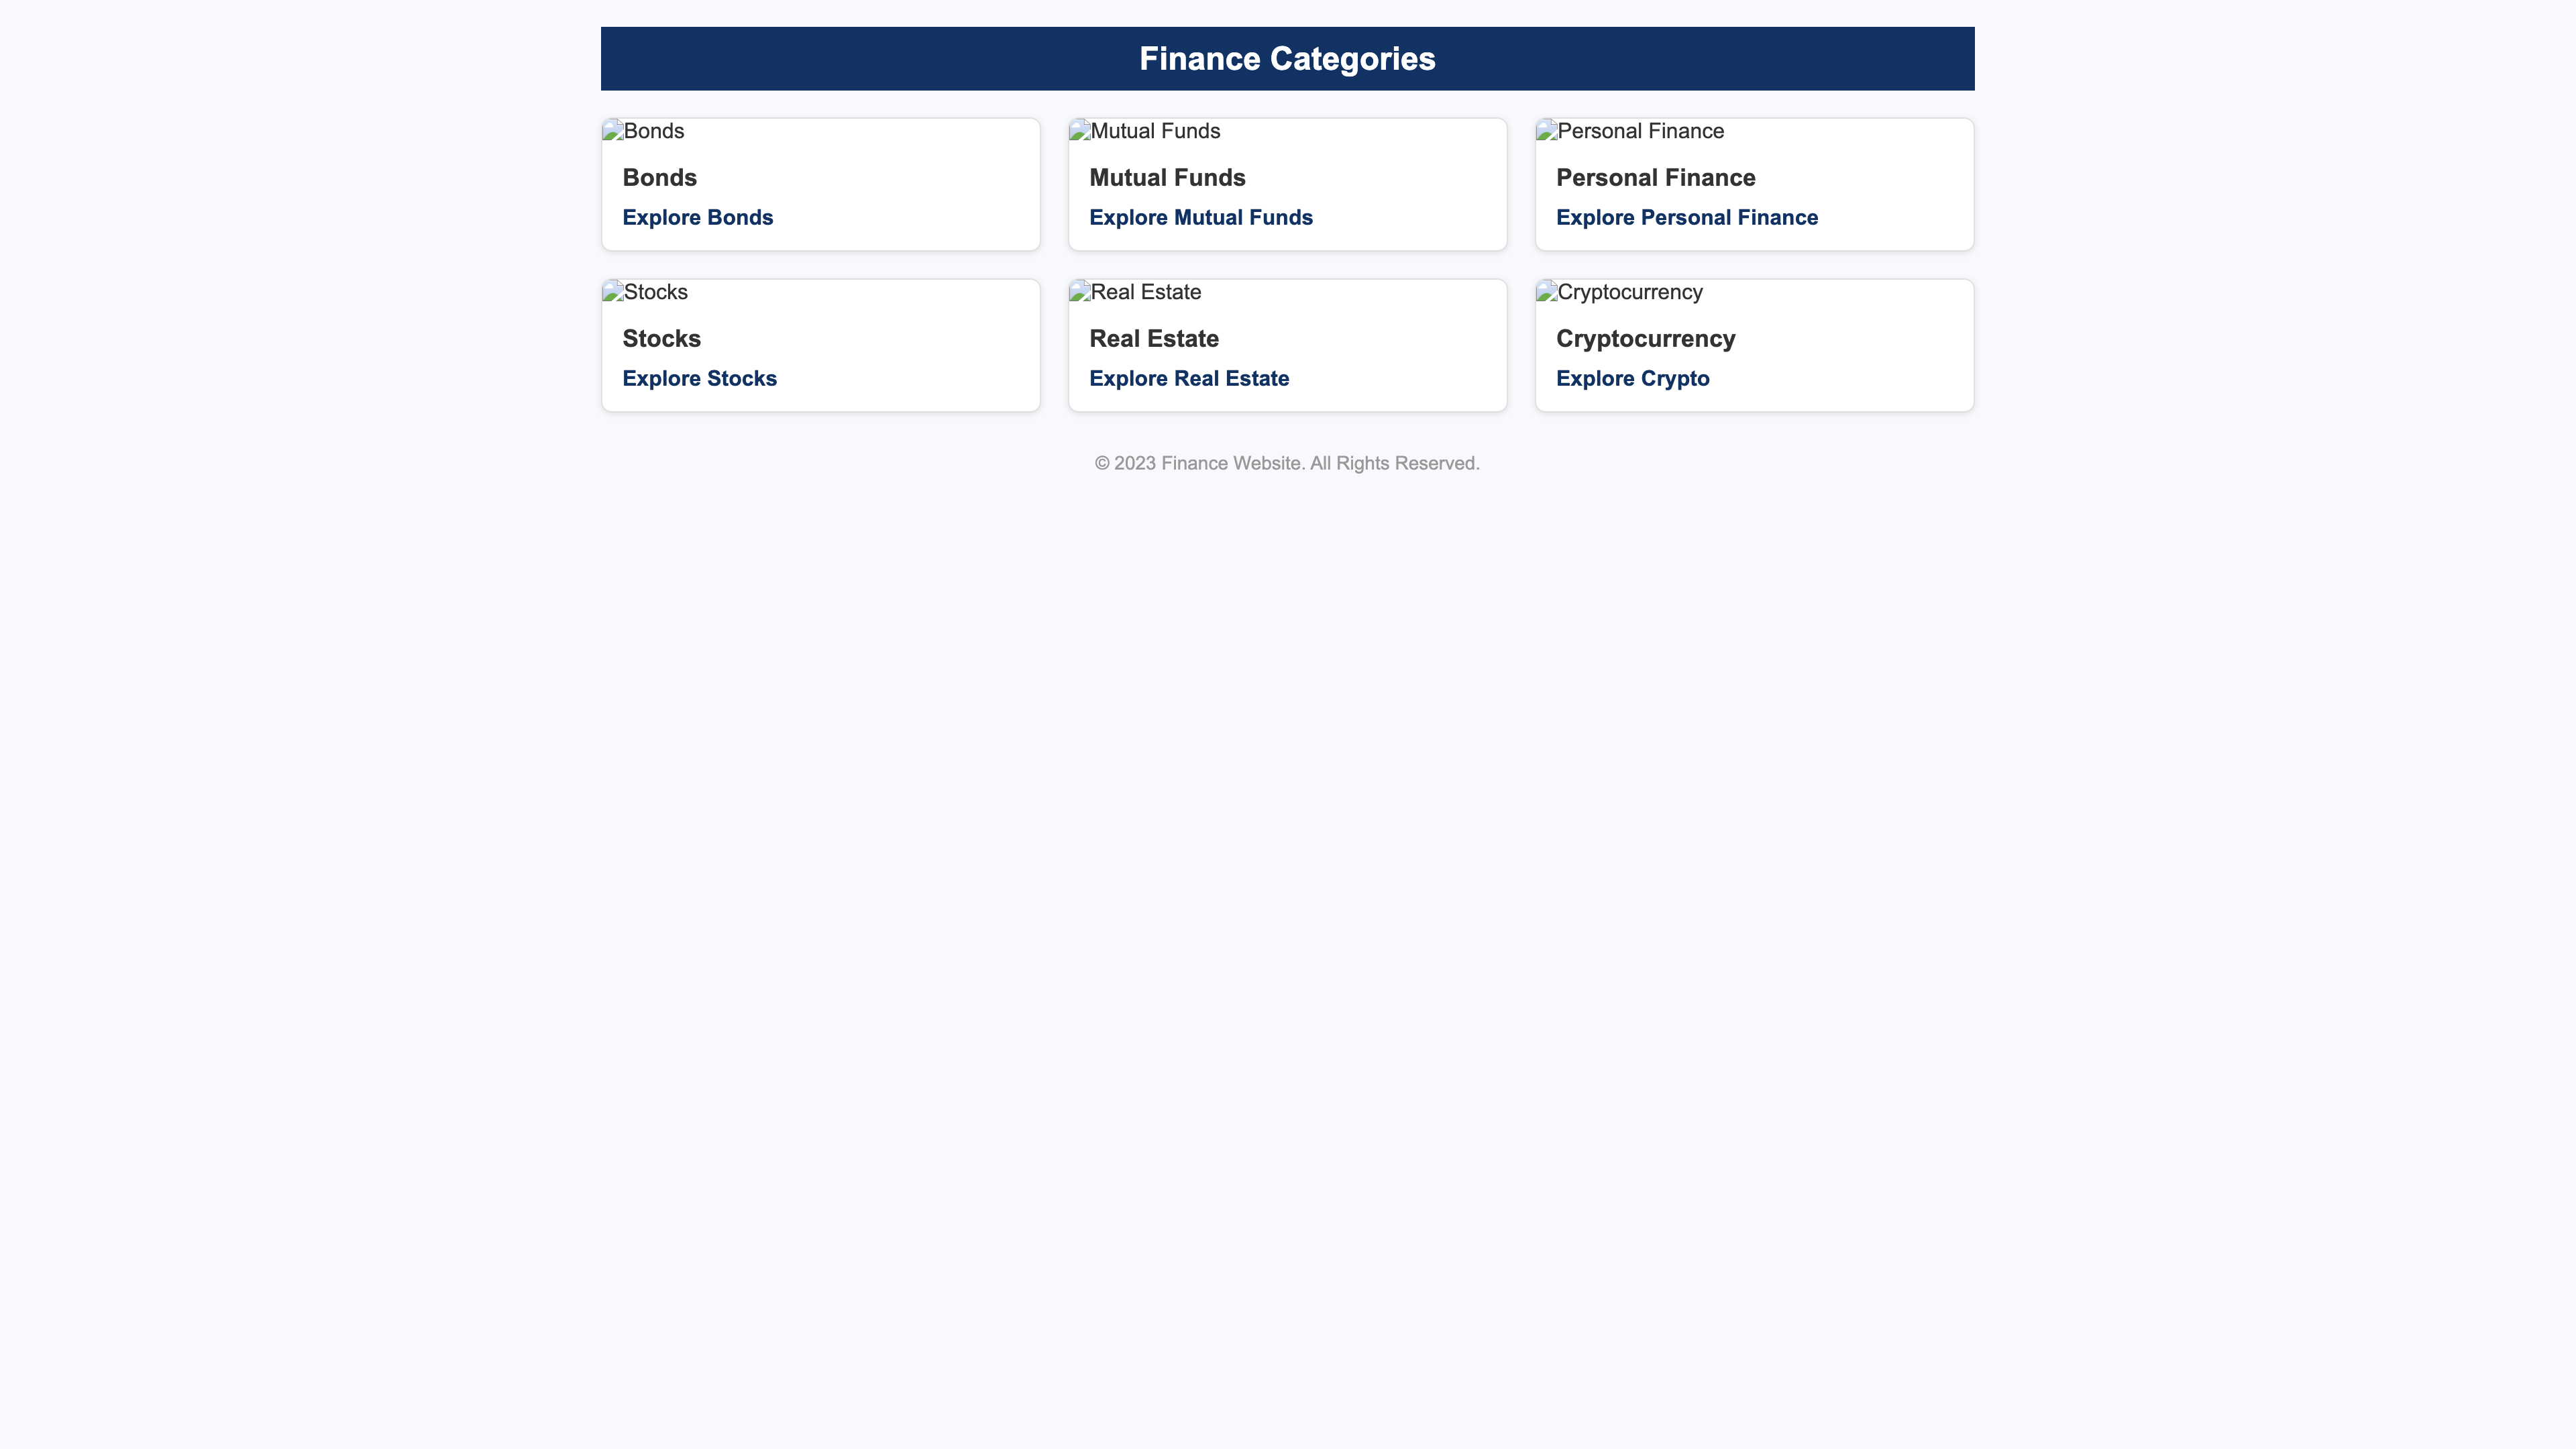 Finance Categories
Bonds
Bonds
Explore Bonds
Mutual Funds
Mutual Funds
Explore Mutual Funds
Personal Finance
Personal Finance
Explore Personal Finance
Stocks
Stocks
Explore Stocks
Real Estate
Real Estate
Explore Real Estate
Cryptocurrency
Cryptocurrency
Explore Crypto
© 2023 Finance Website. All Rights Reserved.